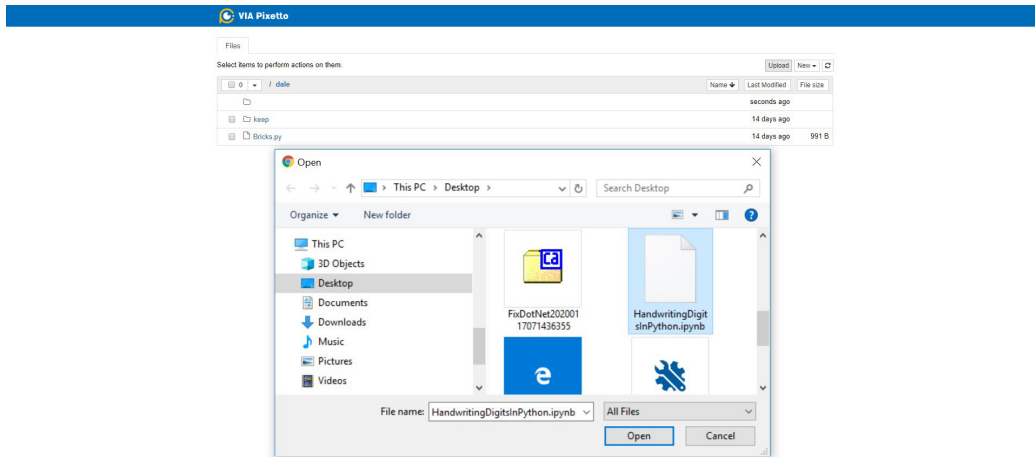 VIA Pixetto
Files
Select items to perform actions on them.
Upload New
0 / dale Name Last Modified File size
seconds ago
keep 14 days ago
Bricks.py 14 days ago 991 B
Open
This PC > Desktop > Search Desktop
Organize New folder
This PC
3D Objects
Desktop
Documents
Downloads
Music
Pictures
Videos
Ca
FixDotNet202001
17071436355
HandwritingDigit
sInPython.ipynb
File name: HandwritingDigitsInPython.ipynb All Files
Open Cancel